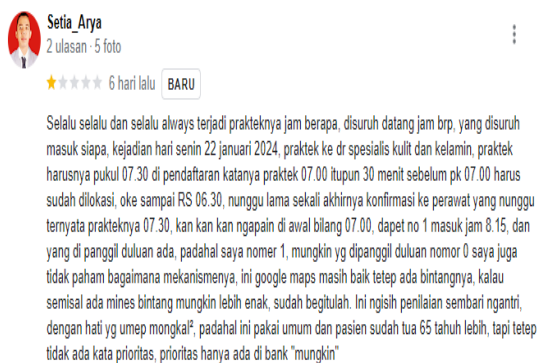 Setia_Arya
2 ulasan · 5 foto
6 hari lalu BARU
Selalu selalu dan selalu always terjadi prakteknya jam berapa, disuruh datang jam brp, yang disuruh
masuk siapa, kejadian hari senin 22 januari 2024, praktek ke dr spesialis kulit dan kelamin, praktek
harusnya pukul 07.30 di pendaftaran katanya praktek 07.00 itupun 30 menit sebelum pk 07.00 harus
sudah dilokasi, oke sampai RS 06.30, nunggu lama sekali akhirnya konfirmasi ke perawat yang nunggu
ternyata prakteknya 07.30, kan kan kan ngapain di awal bilang 07.00, dapet no 1 masuk jam 8.15, dan
yang di panggil duluan ada, padahal saya nomer 1, mungkin yg dipanggil duluan nomor 0 saya juga
tidak paham bagaimana mekanismenya, ini google maps masih baik tetep ada bintangnya, kalau
semisal ada mines bintang mungkin lebih enak, sudah begitulah. Ini ngisih penilaian sembari ngantri,
dengan hati yg umep mongkal², padahal ini pakai umum dan pasien sudah tua 65 tahuh lebih, tapi tetep
tidak ada kata prioritas, prioritas hanya ada di bank "mungkin"